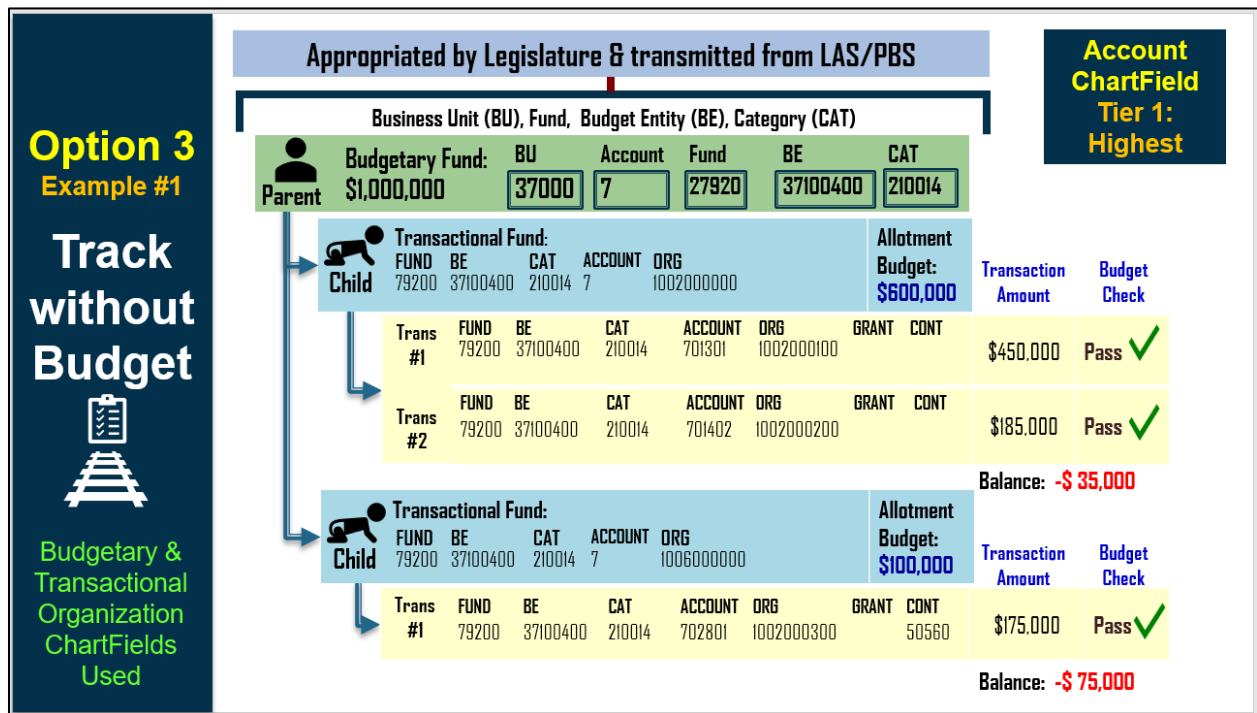 Option 3
Example #1
Track
without
Budget
Budgetary &
Transactional
Organization
ChartFields
Used
Appropriated by Legislature & transmitted from LAS/PBS
Account
ChartField
Tier 1:
Highest
Business Unit (BU), Fund, Budget Entity (BE), Category (CAT)
Parent
Budgetary Fund: BU Account Fund BE CAT
$1,000,000 37000 7 27920 37100400 210014
Child
Transactional Fund:
FUND BE CAT ACCOUNT ORG
79200 37100400 210014 7 1002000000
Allotment
Budget:
$600,000
Transaction
Amount
Budget
Check
Trans
#1
FUND BE CAT ACCOUNT ORG GRANT CONT
79200 37100400 210014 701301 1002000100
$450,000 Pass
Trans
#2
FUND BE CAT ACCOUNT ORG GRANT CONT
79200 37100400 210014 701402 1002000200
$185,000 Pass
Balance: -$ 35,000
Child
Transactional Fund:
FUND BE CAT ACCOUNT ORG
79200 37100400 210014 7 1006000000
Allotment
Budget:
$100,000
Transaction
Amount
Budget
Check
Trans
#1
FUND BE CAT ACCOUNT ORG GRANT CONT
79200 37100400 210014 702801 1002000300 50560
$175,000 Pass
Balance: -$ 75,000